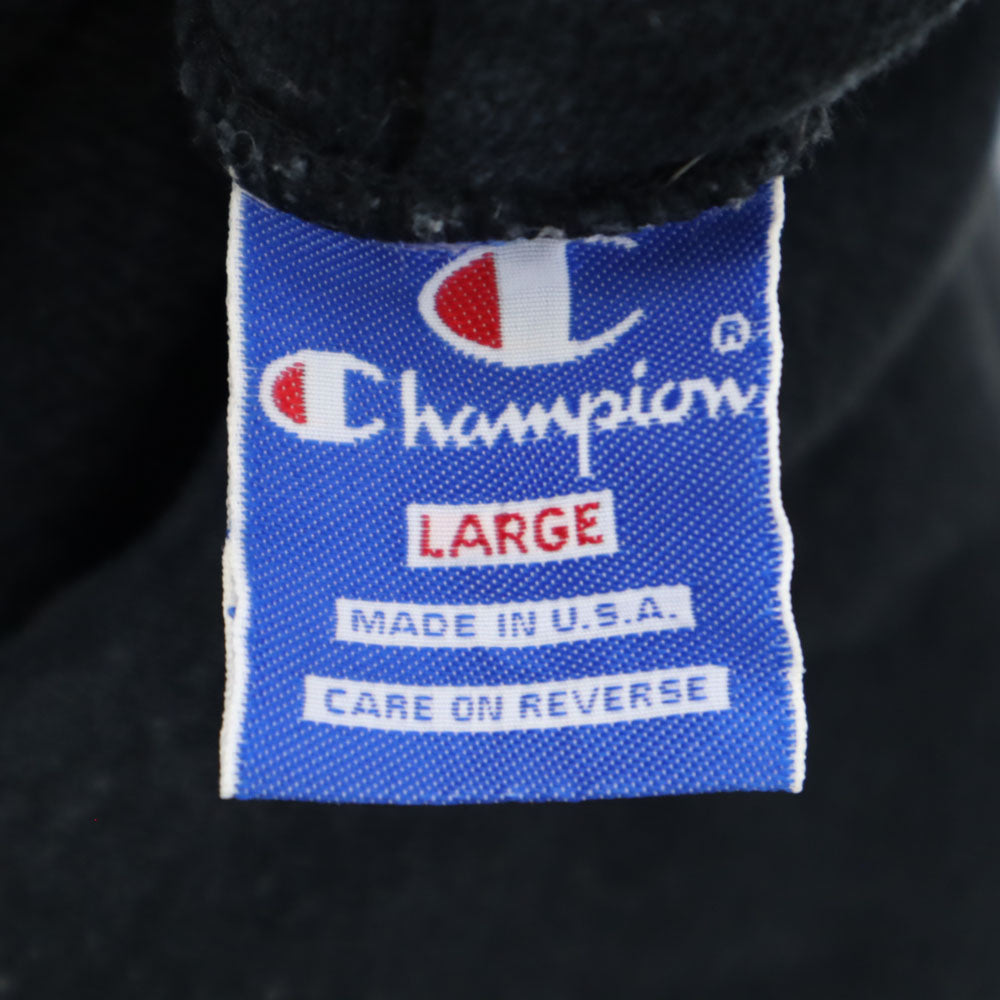 Champion®
LARGE
MADE IN U.S.A.
CARE ON REVERSE